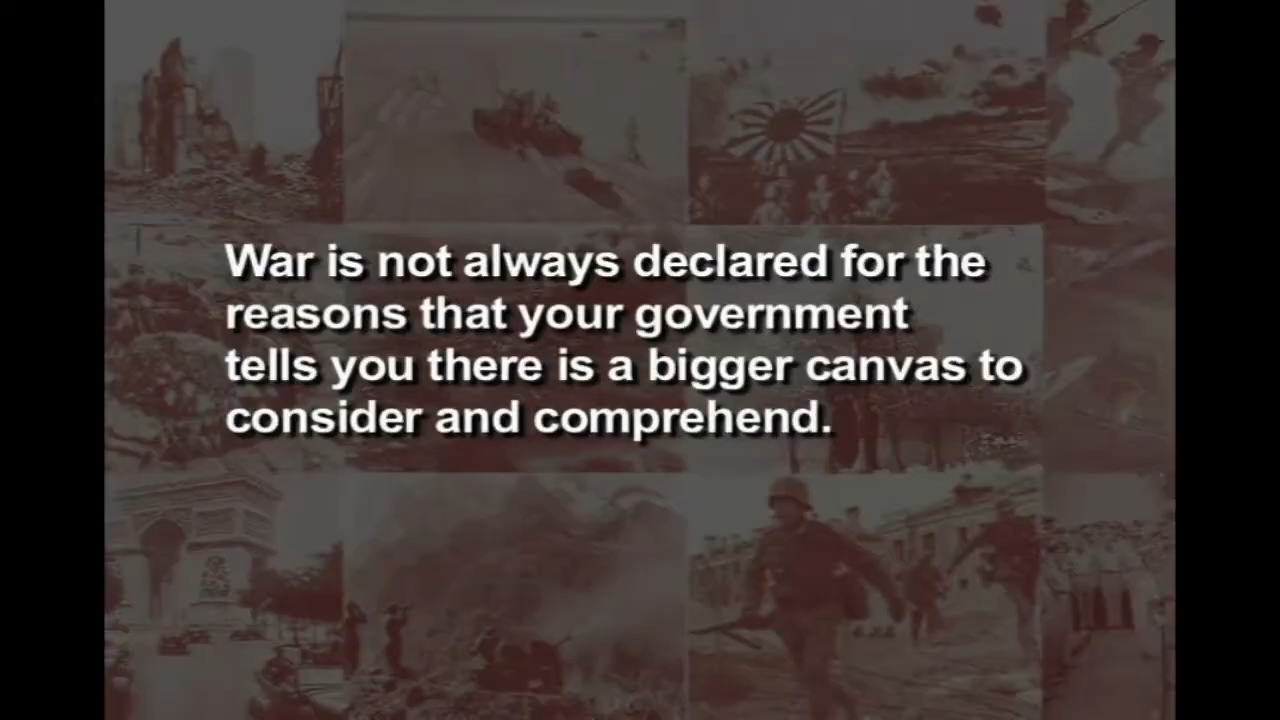 War is not always declared for the
reasons that your government
tells you there is a bigger canvas to
consider and comprehend.